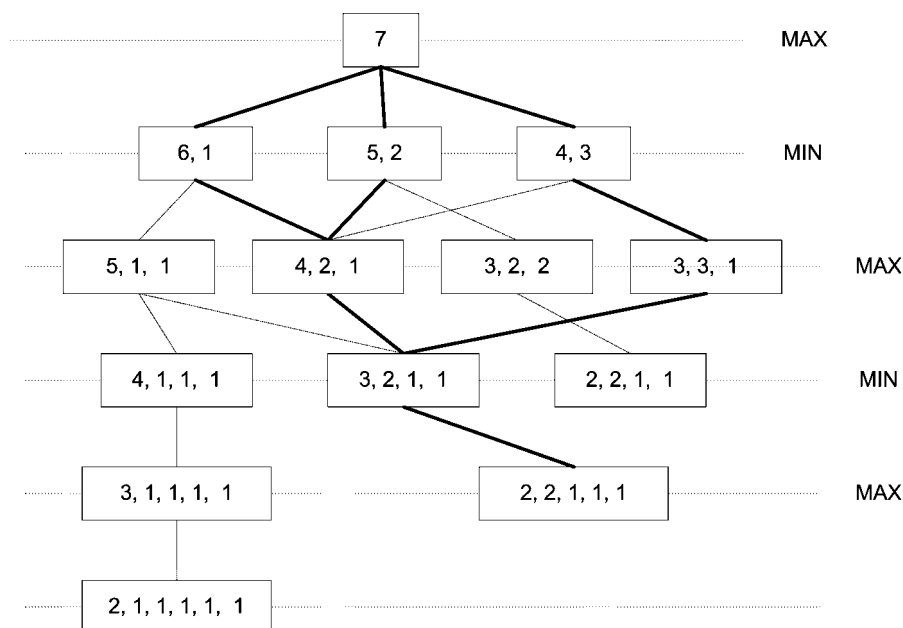 7 MAX
6, 1 5, 2 4, 3 MIN
5, 1, 1 4, 2, 1 3, 2, 2 3, 3, 1 MAX
4, 1, 1, 1 3, 2, 1, 1 2, 2, 1, 1 MIN
3, 1, 1, 1, 1 2, 2, 1, 1, 1 MAX
2, 1, 1, 1, 1, 1